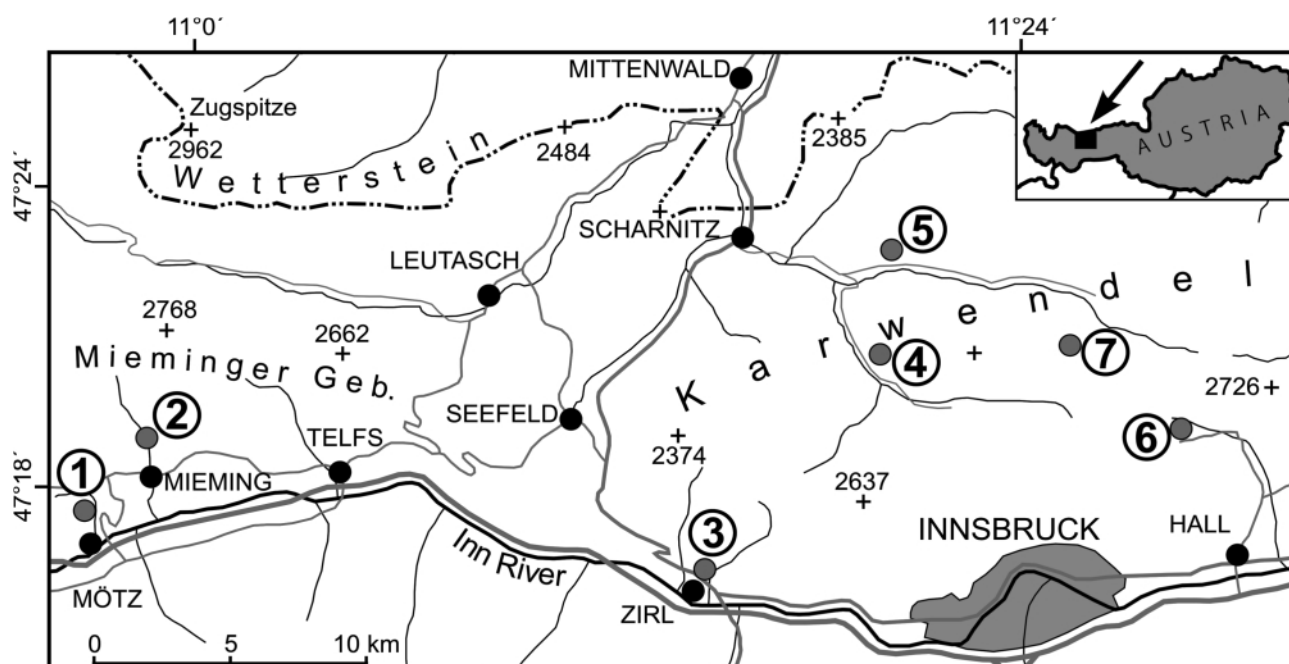 11°0´
11°24´
MITTENWALD
Zugspitze
2962
2484
2385
AUSTRIA
47°24´
Wetterstein
SCHARNITZ
5
LEUTASCH
Karwendel
2768
2662
Mieminger Geb.
4
7
2726
2
SEEFELD
TELFS
6
2374
1
MIEMING
47°18´
2637
3
INNSBRUCK
HALL
Inn River
MÖTZ
ZIRL
0 5 10 km